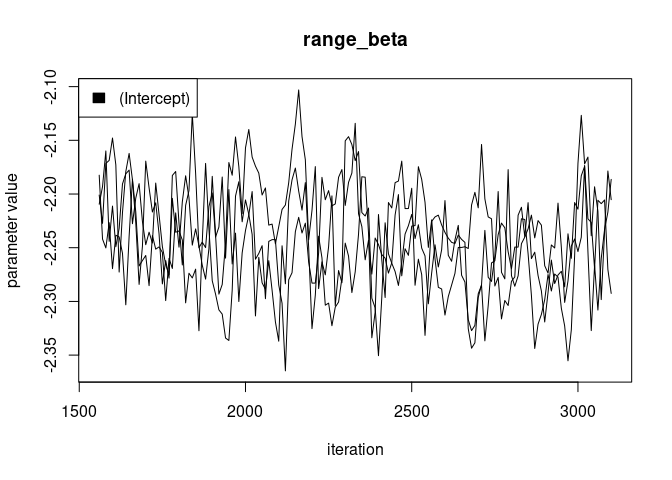 range_beta
(Intercept)
-2.10
-2.15
-2.20
-2.25
-2.30
-2.35
parameter value
1500 2000 2500 3000
iteration